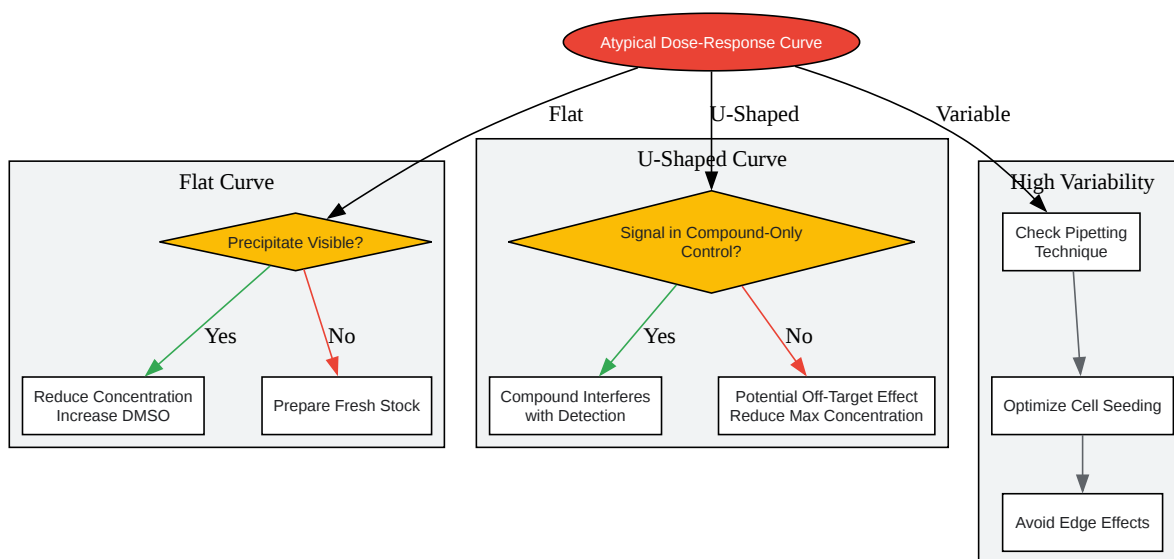 Atypical Dose-Response Curve
Flat
U-Shaped
Variable
Flat Curve
Precipitate Visible?
Yes
No
Reduce Concentration
Increase DMSO
Prepare Fresh Stock
U-Shaped Curve
Signal in Compound-Only
Control?
Yes
No
Compound Interferes
with Detection
Potential Off-Target Effect
Reduce Max Concentration
High Variability
Check Pipetting
Technique
Optimize Cell Seeding
Avoid Edge Effects